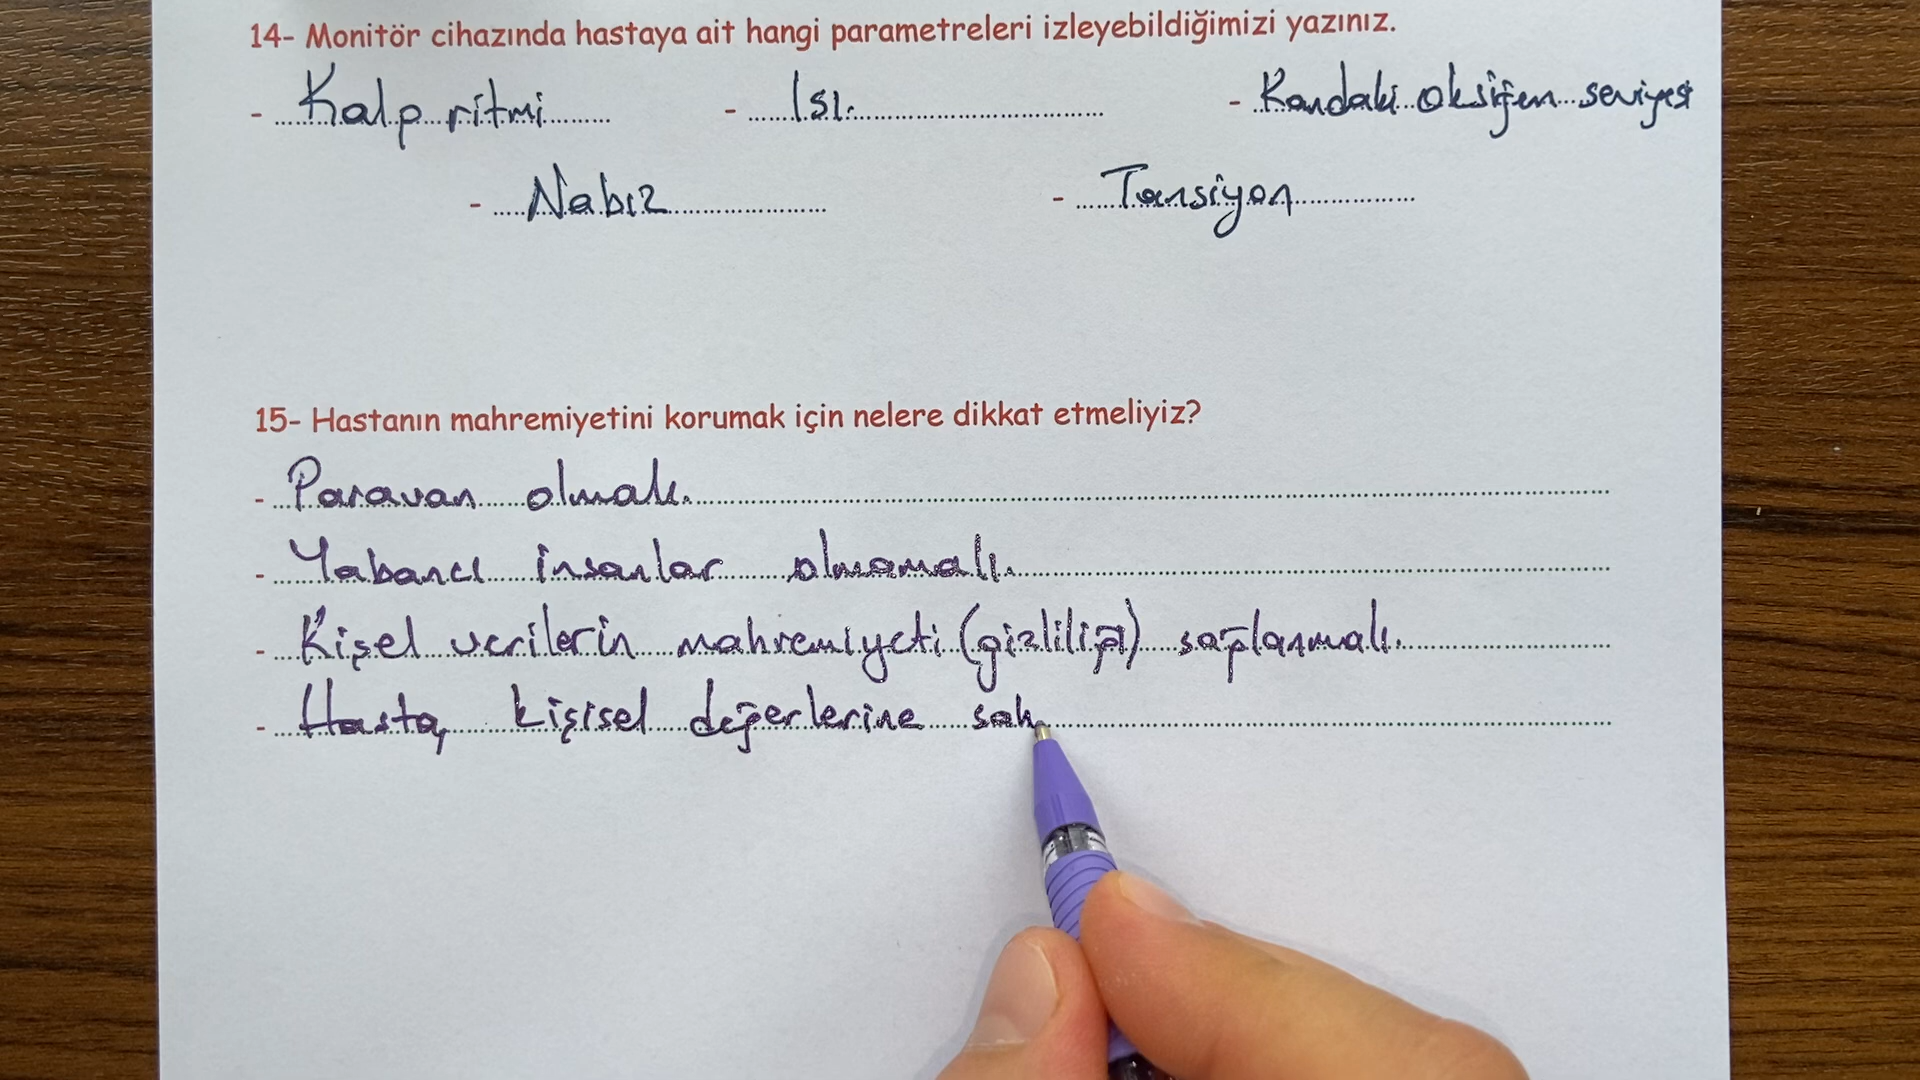 14- Monitör cihazında hastaya ait hangi parametreleri izleyebildiğimizi yazınız.
- Kalp ritmi - Isı - Kandaki oksijen seviyesi
- Nabız - Tansiyon
15- Hastanın mahremiyetini korumak için nelere dikkat etmeliyiz?
- Paravan olmalı.
- Yabancı insanlar olmamalı.
- Kişel verilerin mahremiyeti (gizliliği) sağlanmalı.
- Hasta, kişisel değerlerine sah